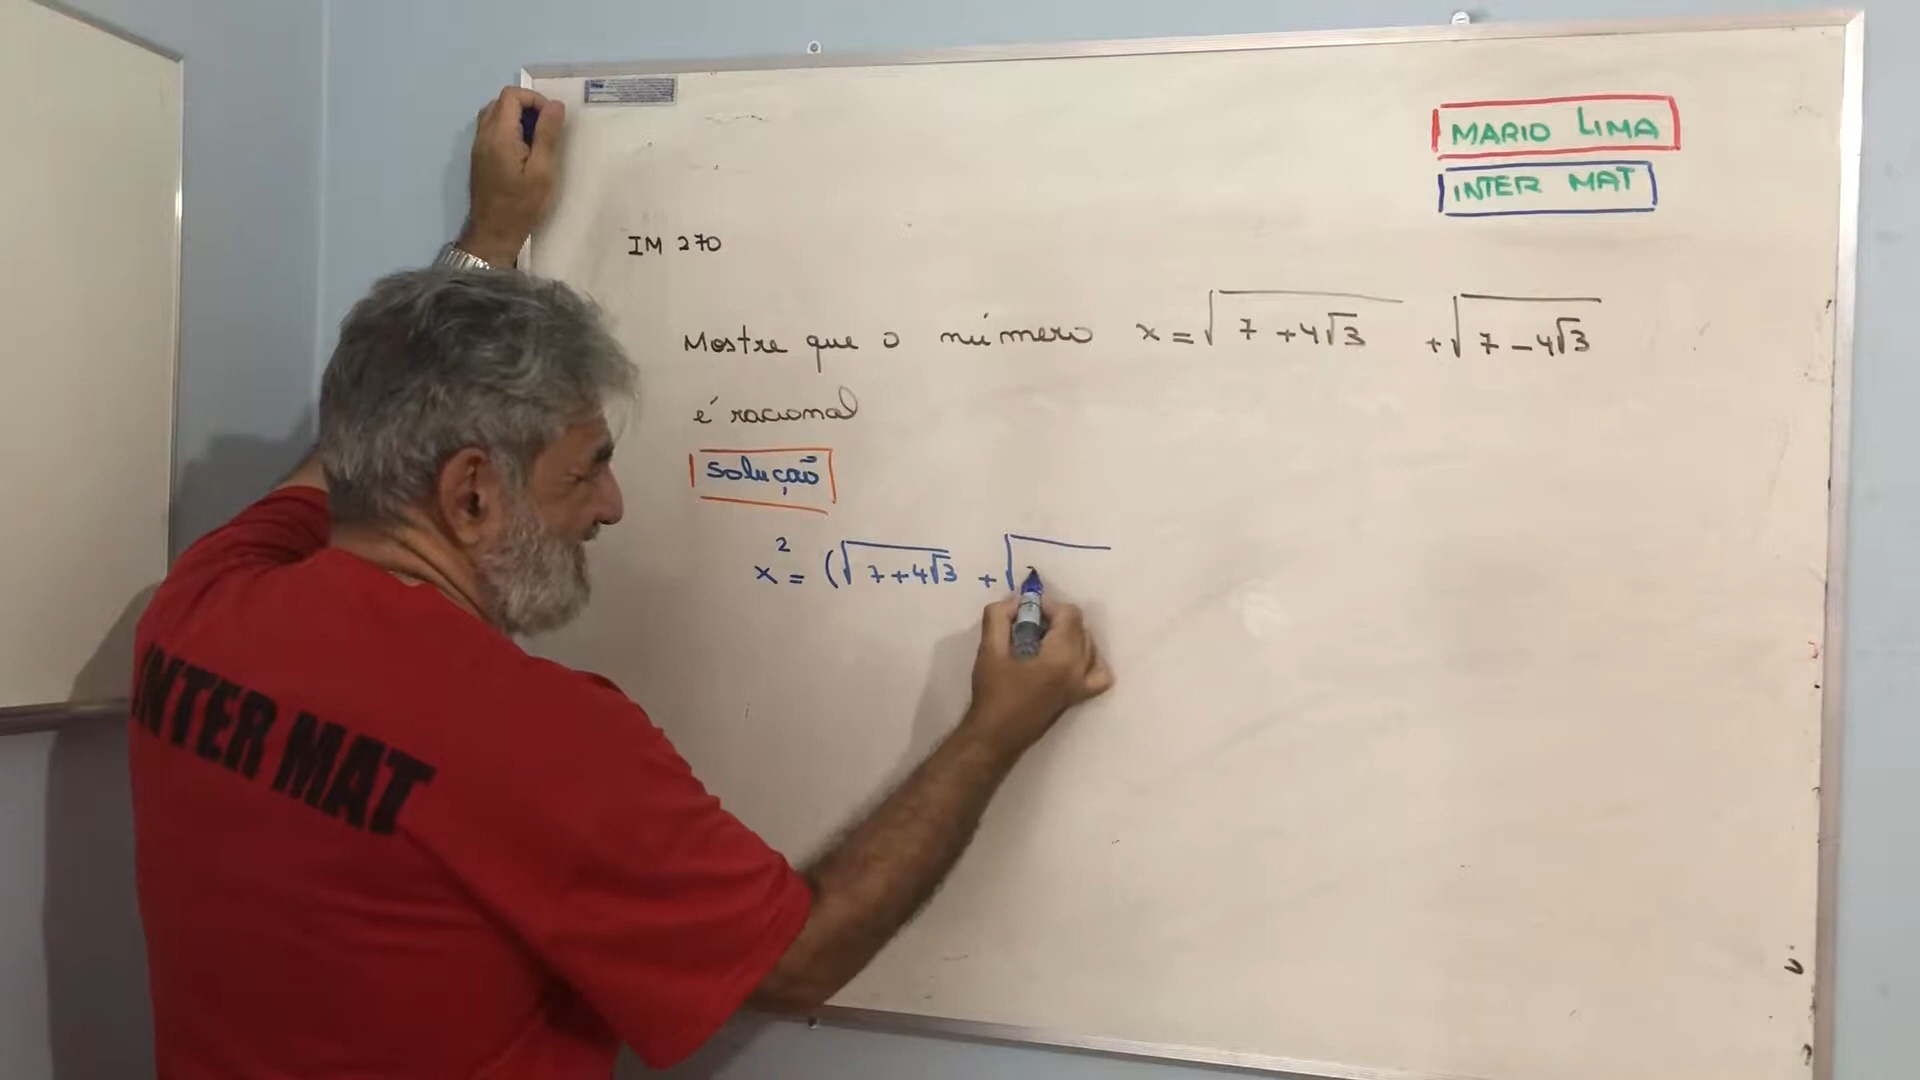 MARIO LIMA
INTER MAT
IM 270
Mostre que o número x = √(7 + 4√3) + √(7 - 4√3)
é racional
Solução
x² = (√(7+4√3) + √
INTER MAT